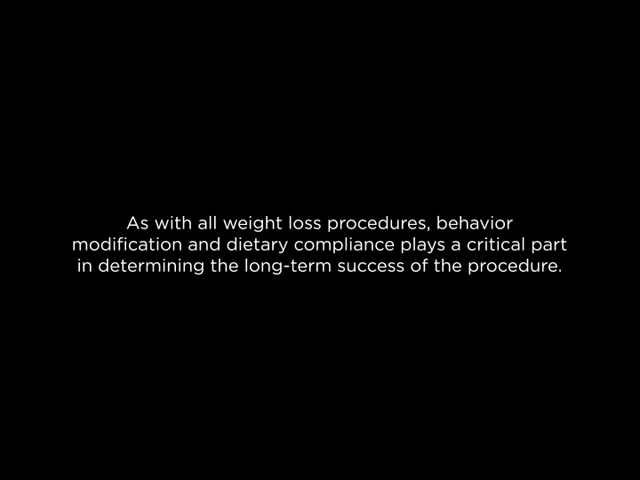 As with all weight loss procedures, behavior
modification and dietary compliance plays a critical part
in determining the long-term success of the procedure.